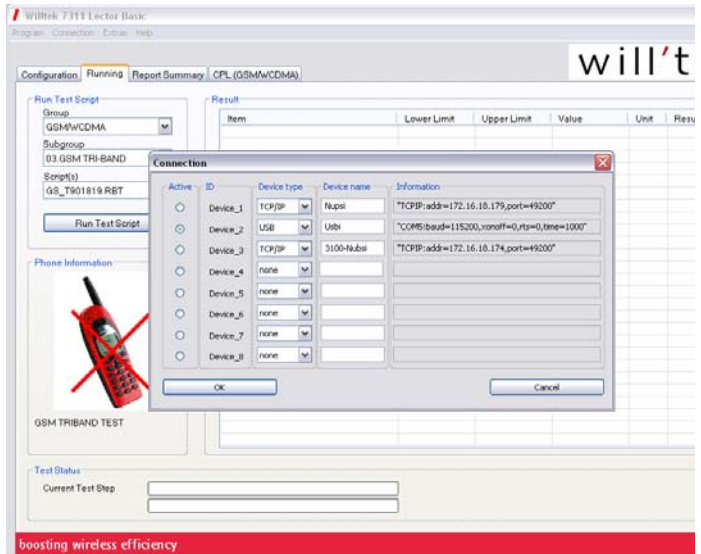 Willtek 7311 Lector Basic
Program Connection Extras Help
will't
Configuration Running Report Summary CPL (GSM/WCDMA)
Run Test Script
Group
GSM/WCDMA
Subgroup
03.GSM TRI-BAND
Script(s)
GS_T901819.RBT
Run Test Script
Result
Item Lower Limit Upper Limit Value Unit Resu
Connection
Active ID Device type Device name Information
Device_1 TCP/IP Nupsi "TCPIP:addr=172.16.18.179,port=49200"
Device_2 USB Usbi "COM5:baud=115200,xonoff=0,rts=0,time=1000"
Device_3 TCP/IP 3100-Nubsi "TCPIP:addr=172.16.18.174,port=49200"
Device_4 none
Device_5 none
Device_6 none
Device_7 none
Device_8 none
OK Cancel
Phone Information
GSM TRIBAND TEST
Test Status
Current Test Step
boosting wireless efficiency